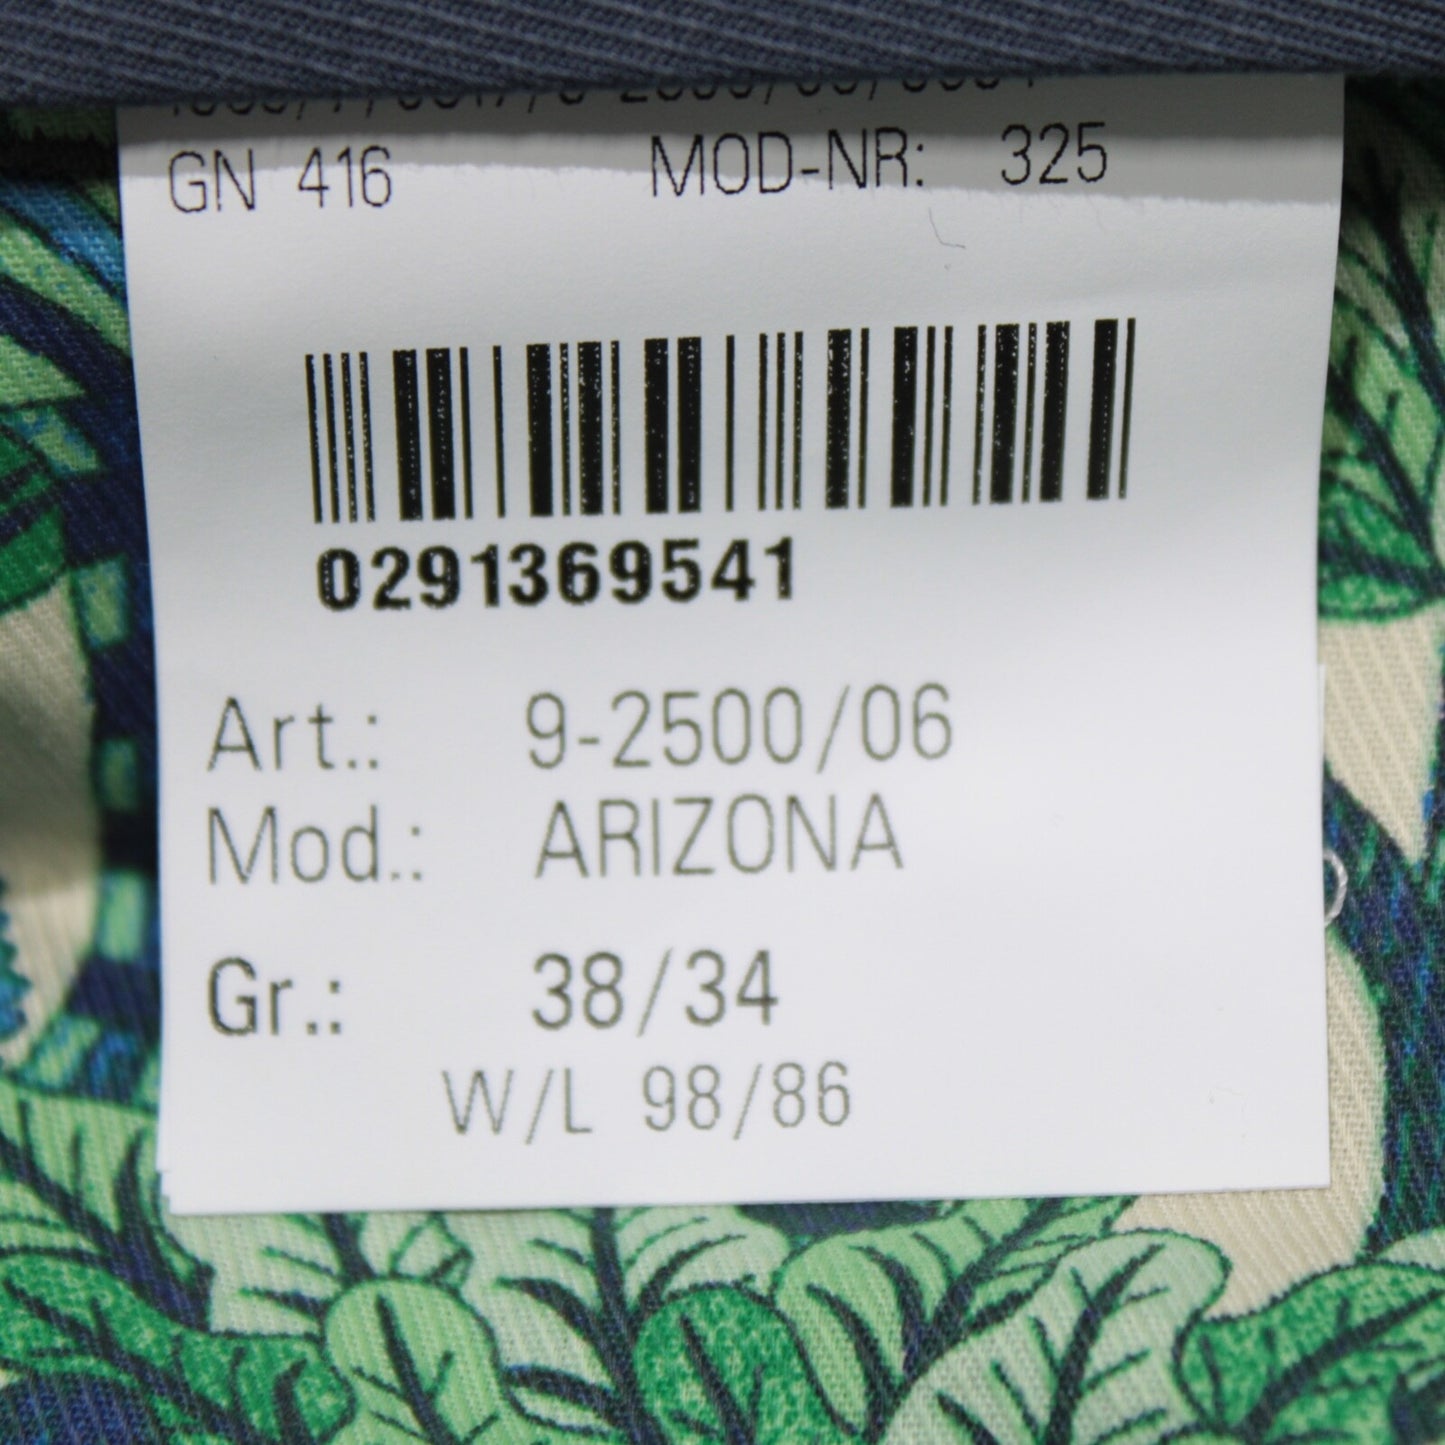 GN 416 MOD-NR: 325
0291369541
Art.: 9-2500/06
Mod.: ARIZONA
Gr.: 38/34
W/L 98/86